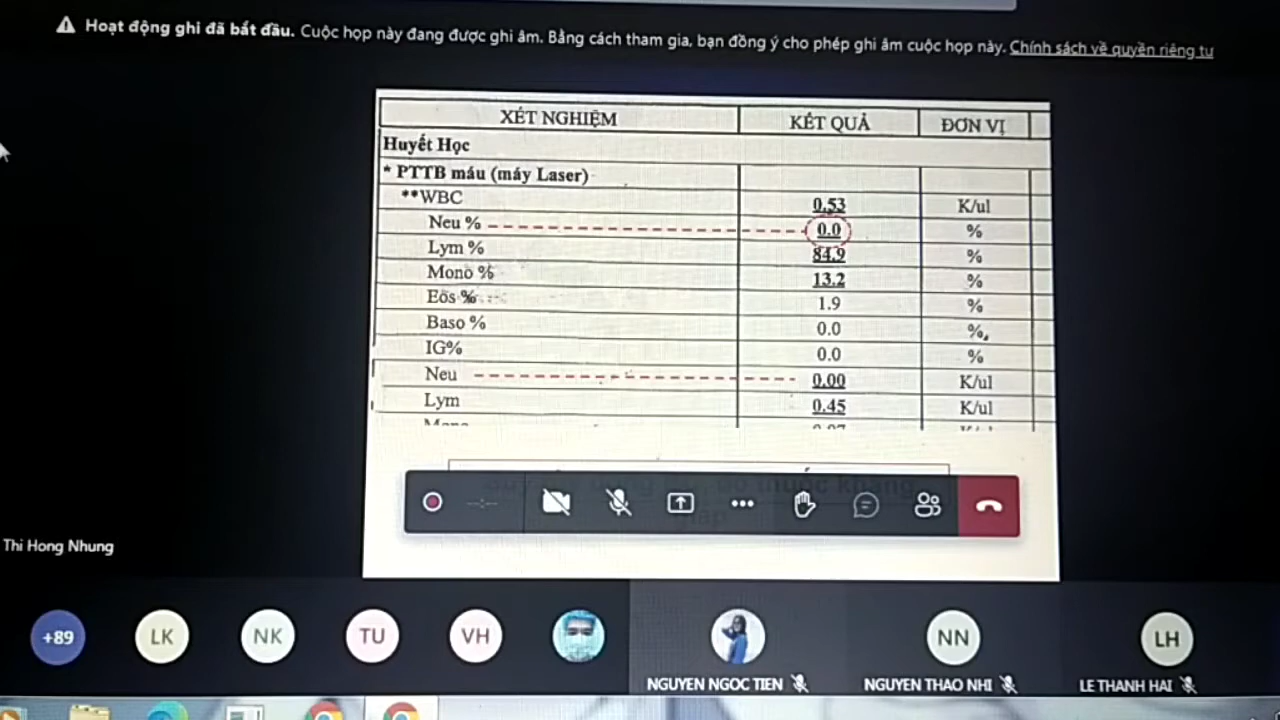 Hoạt động ghi đã bắt đầu. Cuộc họp này đang được ghi âm. Bằng cách tham gia, bạn đồng ý cho phép ghi âm cuộc họp này. Chính sách về quyền riêng tư
XÉT NGHIỆM KẾT QUẢ ĐƠN VỊ
Huyết Học
* PTTB máu (máy Laser)
**WBC 0.53 K/ul
Neu % 0.0 %
Lym % 84.9 %
Mono % 13.2 %
Eos % 1.9 %
Baso % 0.0 %
IG% 0.0 %
Neu 0.00 K/ul
Lym 0.45 K/ul
Thi Hong Nhung
+89 LK NK TU VH NN LH
NGUYEN NGOC TIEN NGUYEN THAO NHI LE THANH HAI